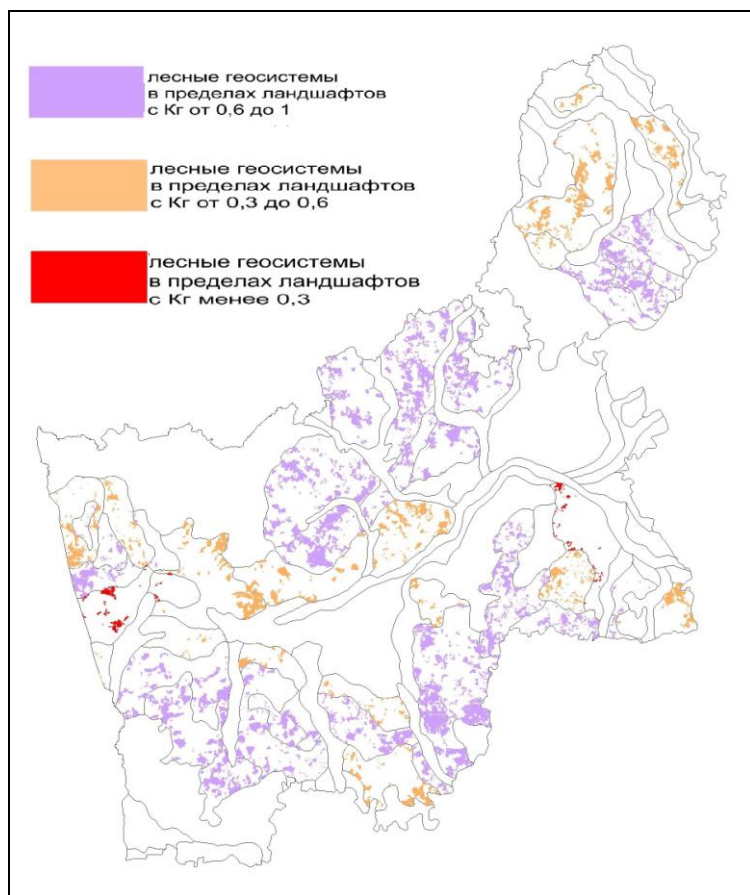 лесные геосистемы
в пределах ландшафтов
с Кг от 0,6 до 1
лесные геосистемы
в пределах ландшафтов
с Кг от 0,3 до 0,6
лесные геосистемы
в пределах ландшафтов
с Кг менее 0,3